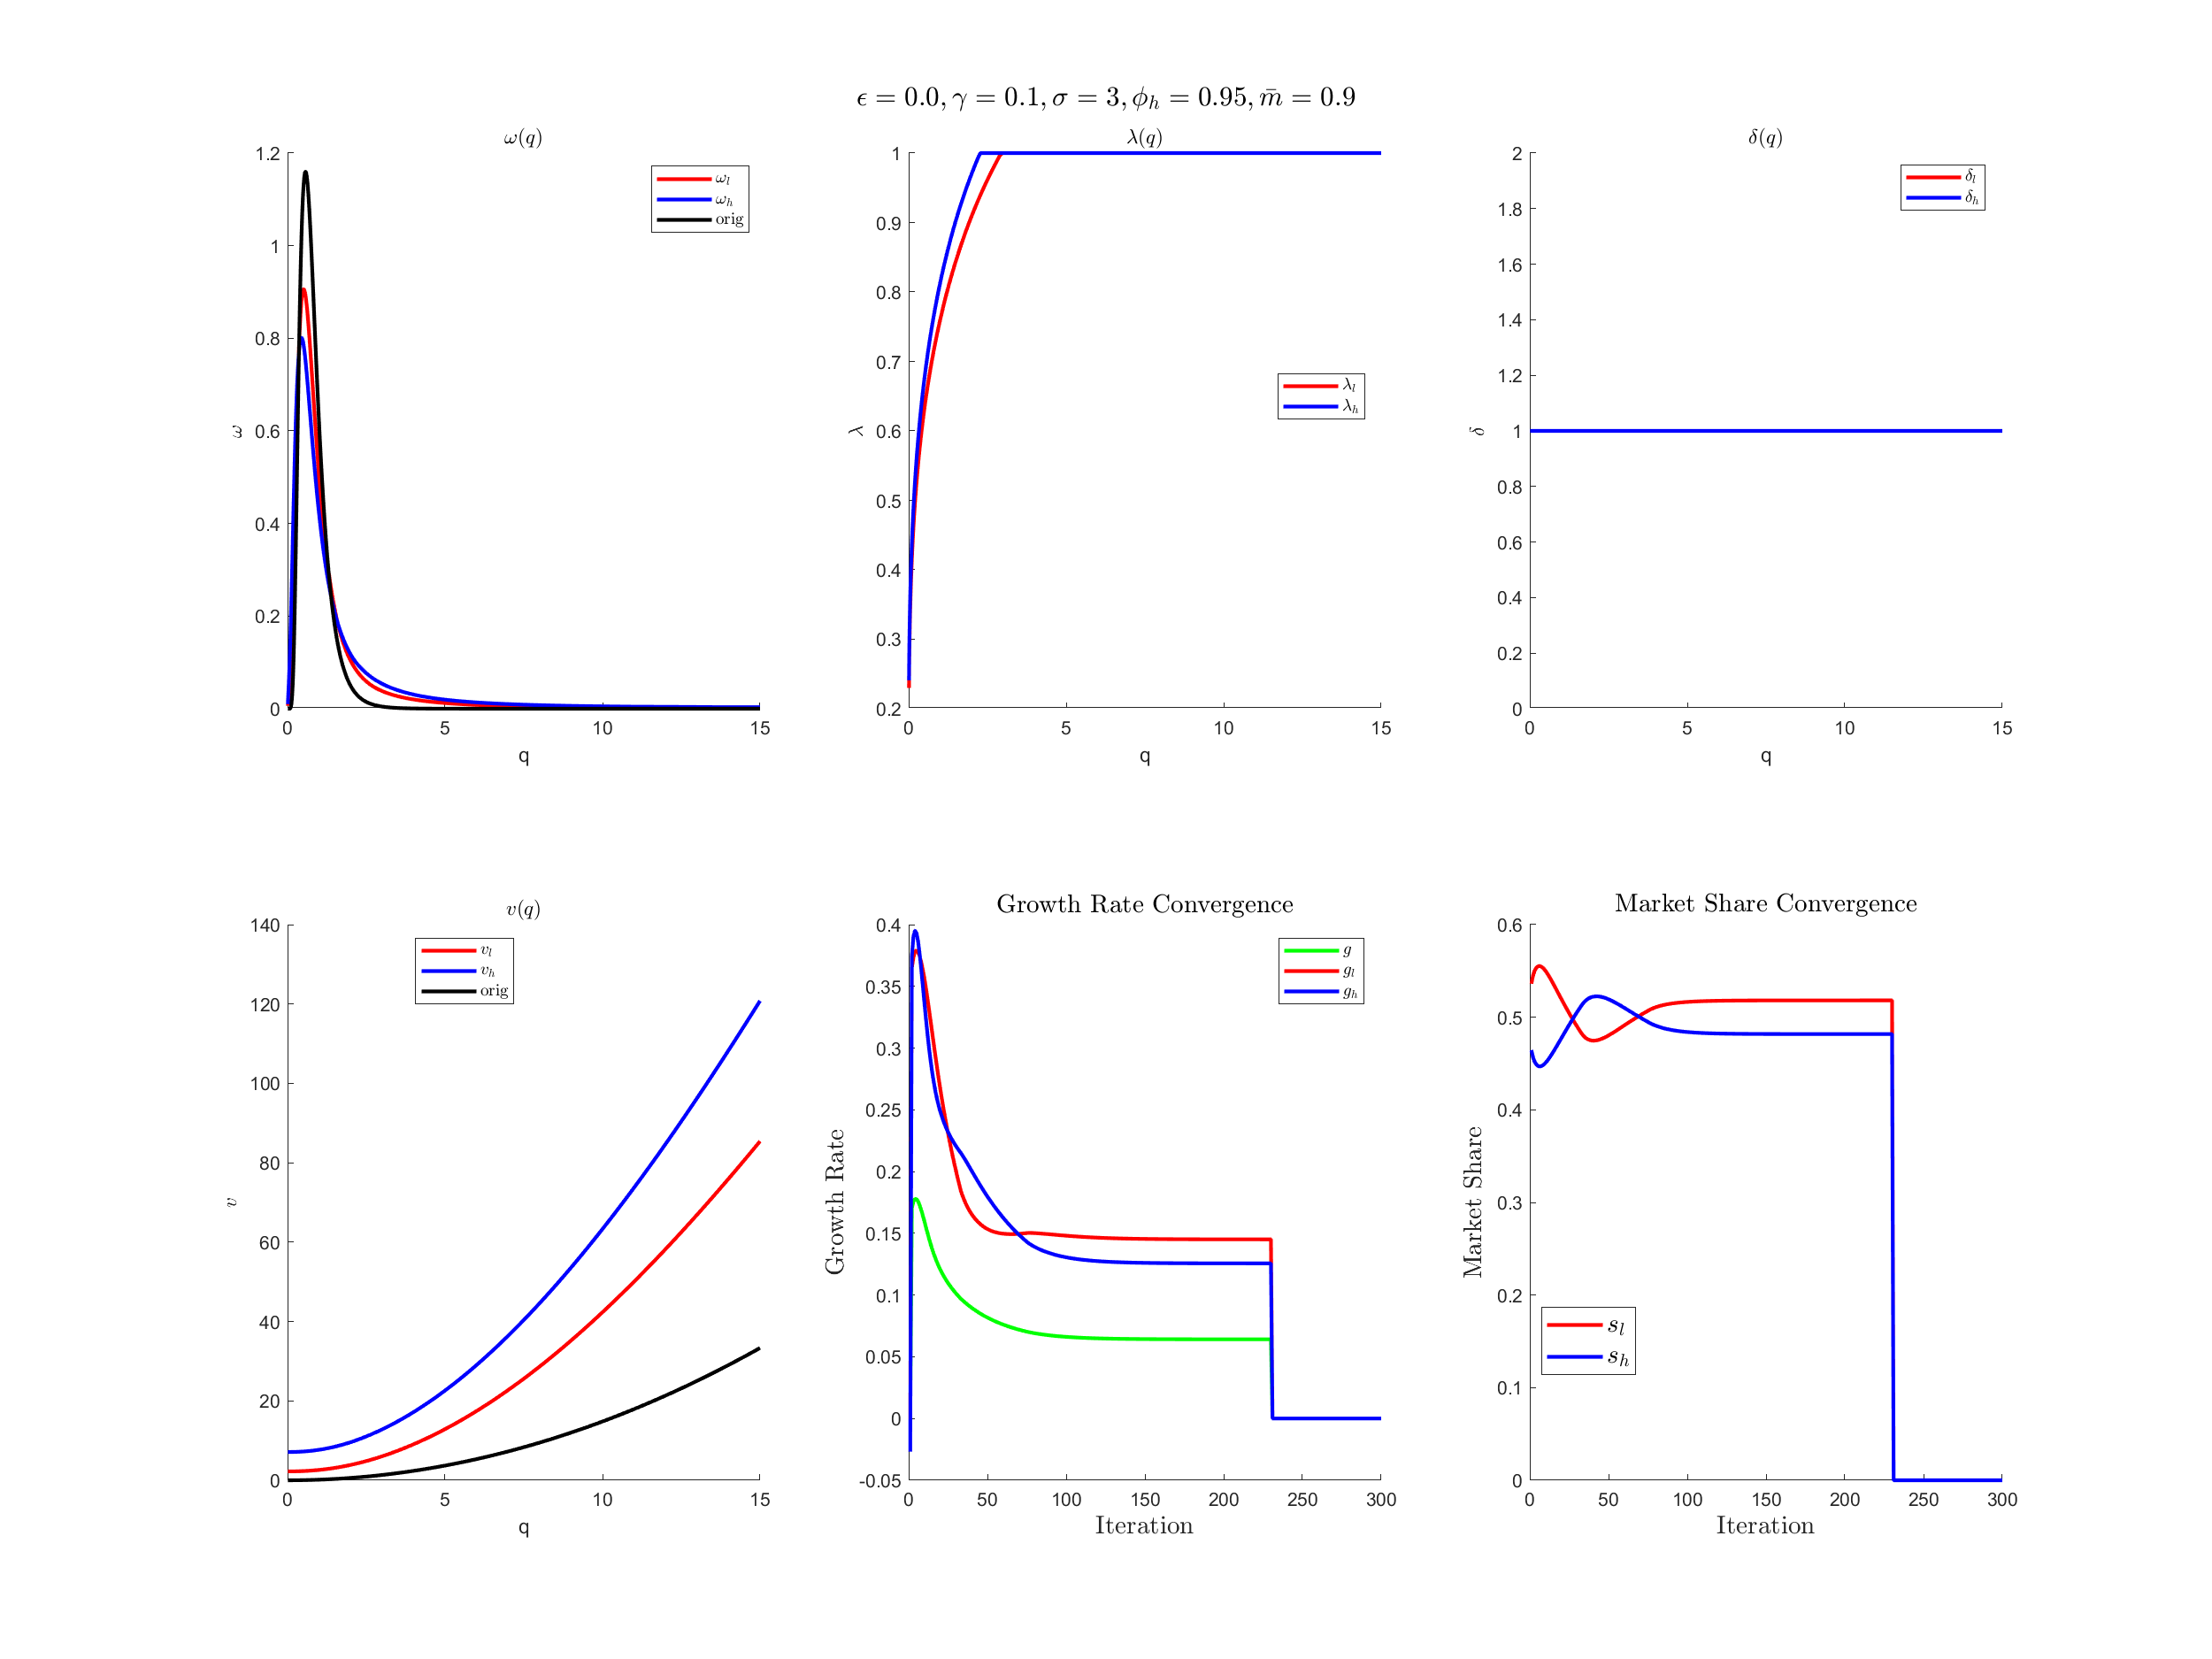 ϵ = 0.0, γ = 0.1, σ = 3, ϕ_h = 0.95, m̄ = 0.9
ω(q)
1.2
1
0.8
0.6
0.4
0.2
0
ω
0 5 10 15
q
ω_l
ω_h
orig
λ(q)
1
0.9
0.8
0.7
0.6
0.5
0.4
0.3
0.2
λ
0 5 10 15
q
λ_l
λ_h
δ(q)
2
1.8
1.6
1.4
1.2
1
0.8
0.6
0.4
0.2
0
δ
0 5 10 15
q
δ_l
δ_h
v(q)
140
120
100
80
60
40
20
0
v
0 5 10 15
q
v_l
v_h
orig
Growth Rate Convergence
0.4
0.35
0.3
0.25
0.2
0.15
0.1
0.05
0
-0.05
Growth Rate
0 50 100 150 200 250 300
Iteration
g
g_l
g_h
Market Share Convergence
0.6
0.5
0.4
0.3
0.2
0.1
0
Market Share
0 50 100 150 200 250 300
Iteration
s_l
s_h